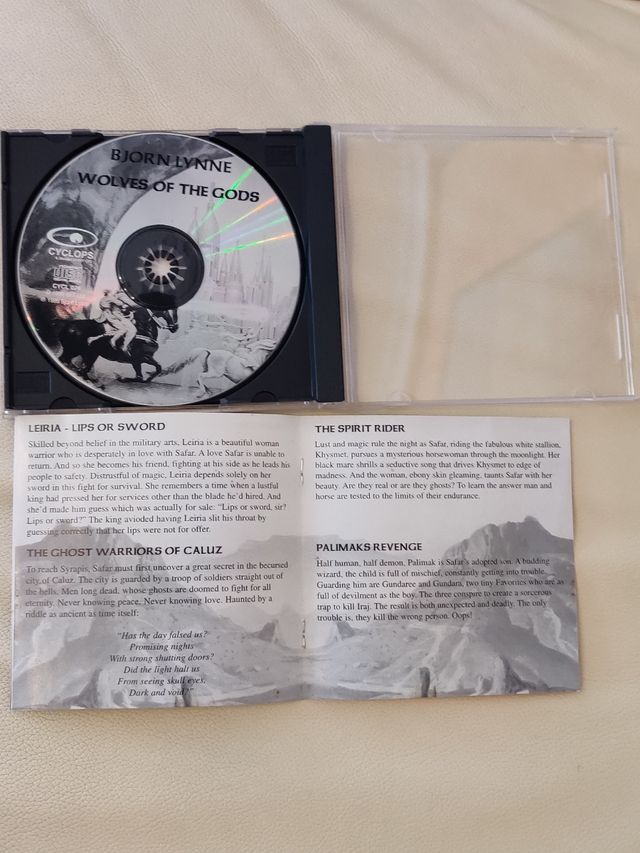 BJORN LYNNE
WOLVES OF THE GODS
CYCLOPS
DISC
CYCL
LEIRIA - LIPS OR SWORD
Skilled beyond belief in the military arts, Leiria is a beautiful woman
warrior who is desperately in love with Safar. A love Safar is unable to
return. And so she becomes his friend, fighting at his side as he leads his
people to safety. Distrustful of magic, Leiria depends solely on her
sword in this fight for survival. She remembers a time when a lustful
king had pressed her for services other than the blade he'd hired. And
she'd made him guess which was actually for sale: "Lips or sword, sir?
Lips or sword?" The king avioded having Leiria slit his throat by
guessing correctly that her lips were not for offer.
THE GHOST WARRIORS OF CALUZ
To reach Syrapis, Safar must first uncover a great secret in the becursed
city of Caluz. The city is guarded by a troop of soldiers straight out of
the hells. Men long dead, whose ghosts are doomed to fight for all
eternity. Never knowing peace. Never knowing love. Haunted by a
riddle as ancient as time itself:
"Has the day falsed us?
Promising nights
With strong shutting doors?
Did the light halt us
From seeing skull eyes,
Dark and void?"
THE SPIRIT RIDER
Lust and magic rule the night as Safar, riding the fabulous white stallion,
Khysmet, pursues a mysterious horsewoman through the moonlight. Her
black mare shrills a seductive song that drives Khysmet to edge of
madness. And the woman, ebony skin gleaming, taunts Safar with her
beauty. Are they real or are they ghosts? To learn the answer man and
horse are tested to the limits of their endurance.
PALIMAKS REVENGE
Half human, half demon, Palimak is Safar's adopted son. A budding
wizard, the child is full of mischief, constantly getting into trouble.
Guarding him are Gundaree and Gundara, two tiny Favorites who are as
full of devilment as the boy. The three conspire to create a sorcerous
trap to kill Iraj. The result is both unexpected and deadly. The only
trouble is, they kill the wrong person. Oops!